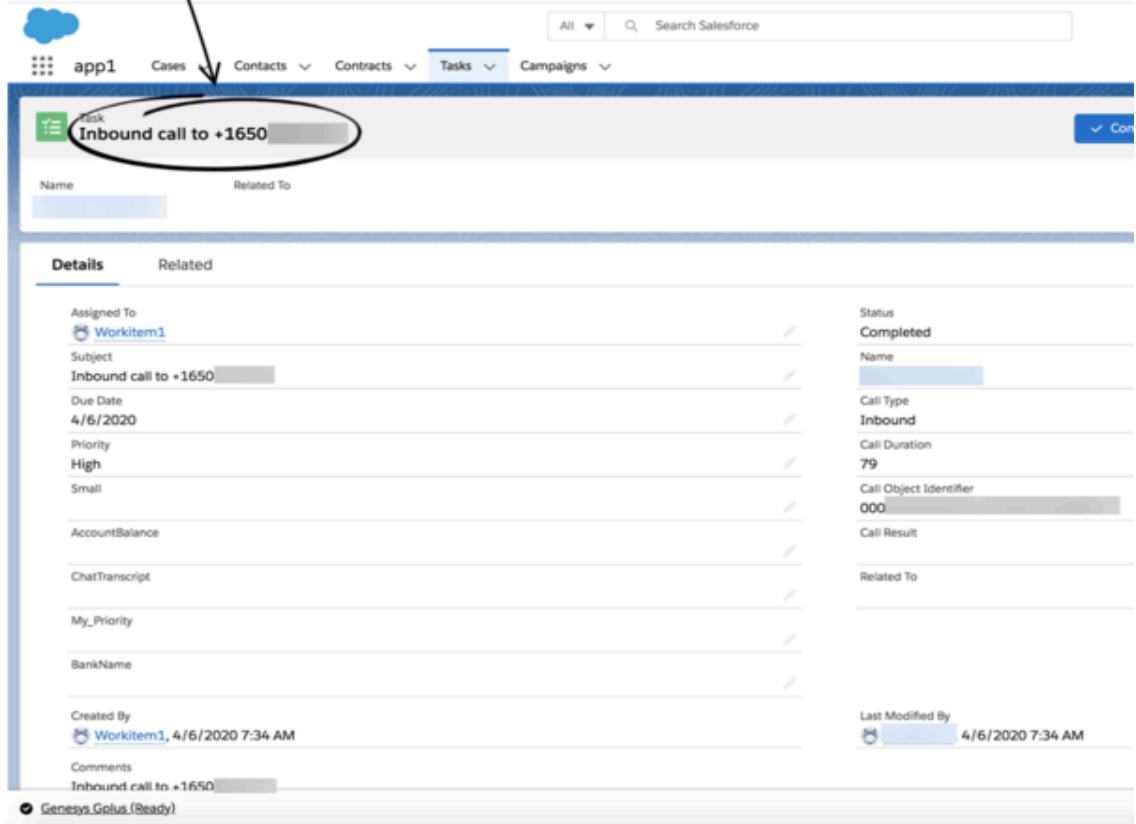 All
Search Salesforce
app1 Cases Contacts Contracts Tasks Campaigns
Task
Inbound call to +1650
Name Related To
Details Related
Assigned To
Workitem1
Subject
Inbound call to +1650
Due Date
4/6/2020
Priority
High
Small
AccountBalance
ChatTranscript
My_Priority
BankName
Created By
Workitem1, 4/6/2020 7:34 AM
Comments
Inbound call to +1650
Status
Completed
Name
Call Type
Inbound
Call Duration
79
Call Object Identifier
000
Call Result
Related To
Last Modified By
4/6/2020 7:34 AM
Genesys Gplus (Ready)